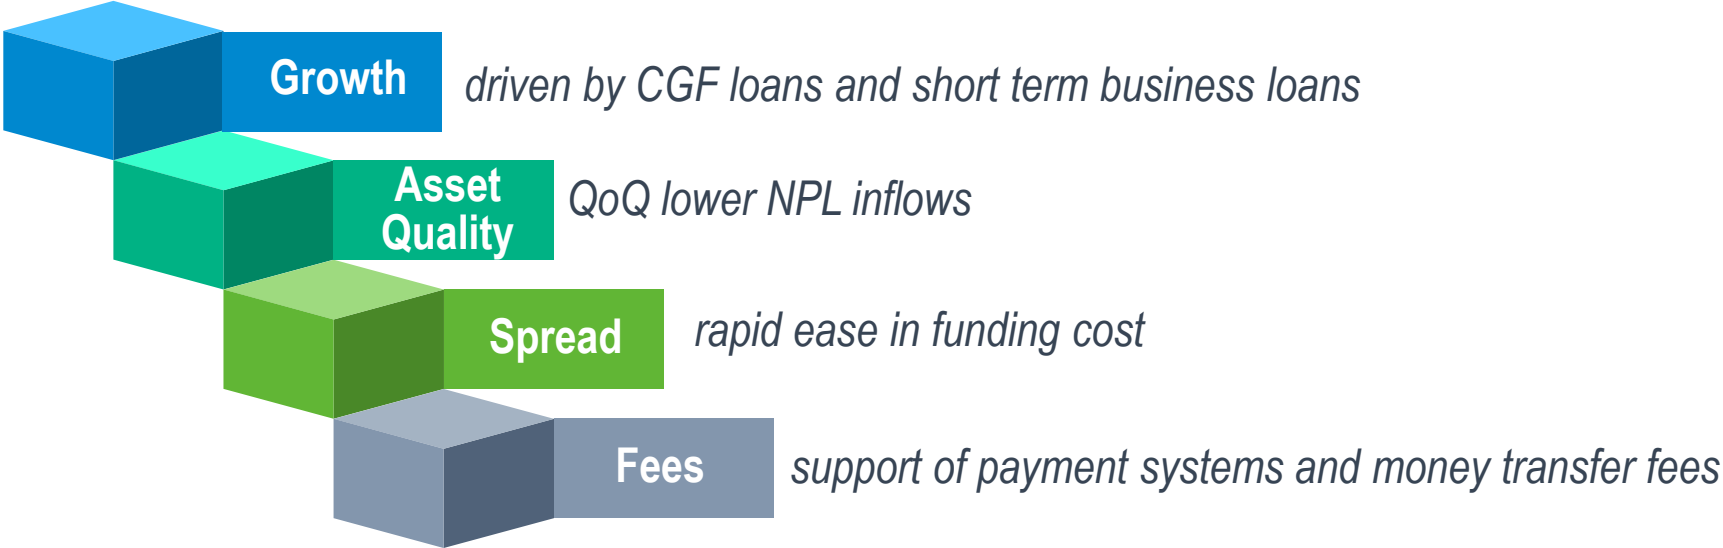 Growth
driven by CGF loans and short term business loans
Asset
Quality
QoQ lower NPL inflows
Spread
rapid ease in funding cost
Fees
support of payment systems and money transfer fees